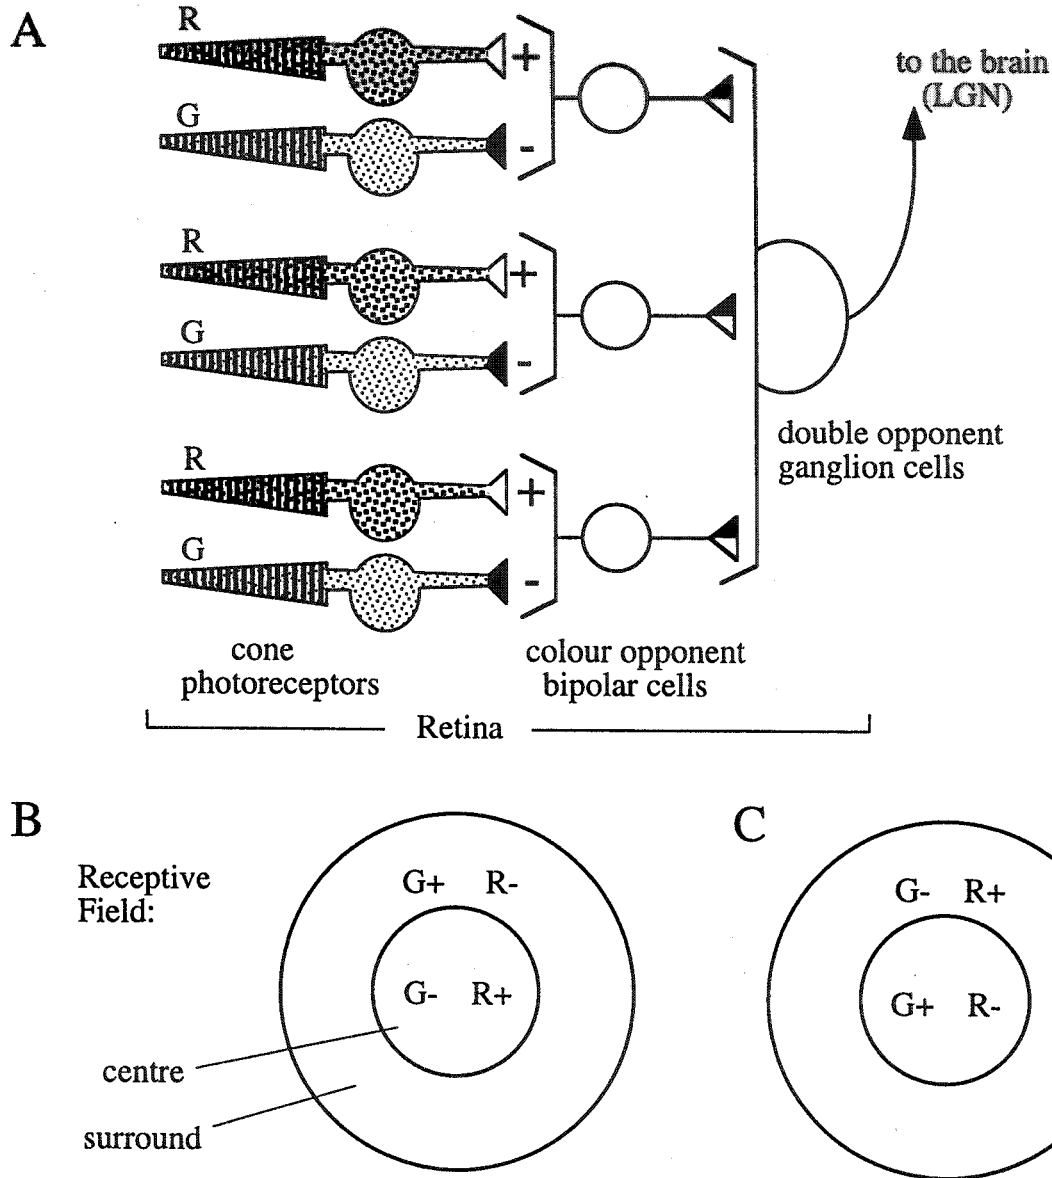 A
R
+
G
-
R
+
G
-
R
+
G
-
to the brain
(LGN)
double opponent
ganglion cells
cone
photoreceptors
colour opponent
bipolar cells
Retina
B
Receptive
Field:
G+ R-
G- R+
centre
surround
C
G- R+
G+ R-